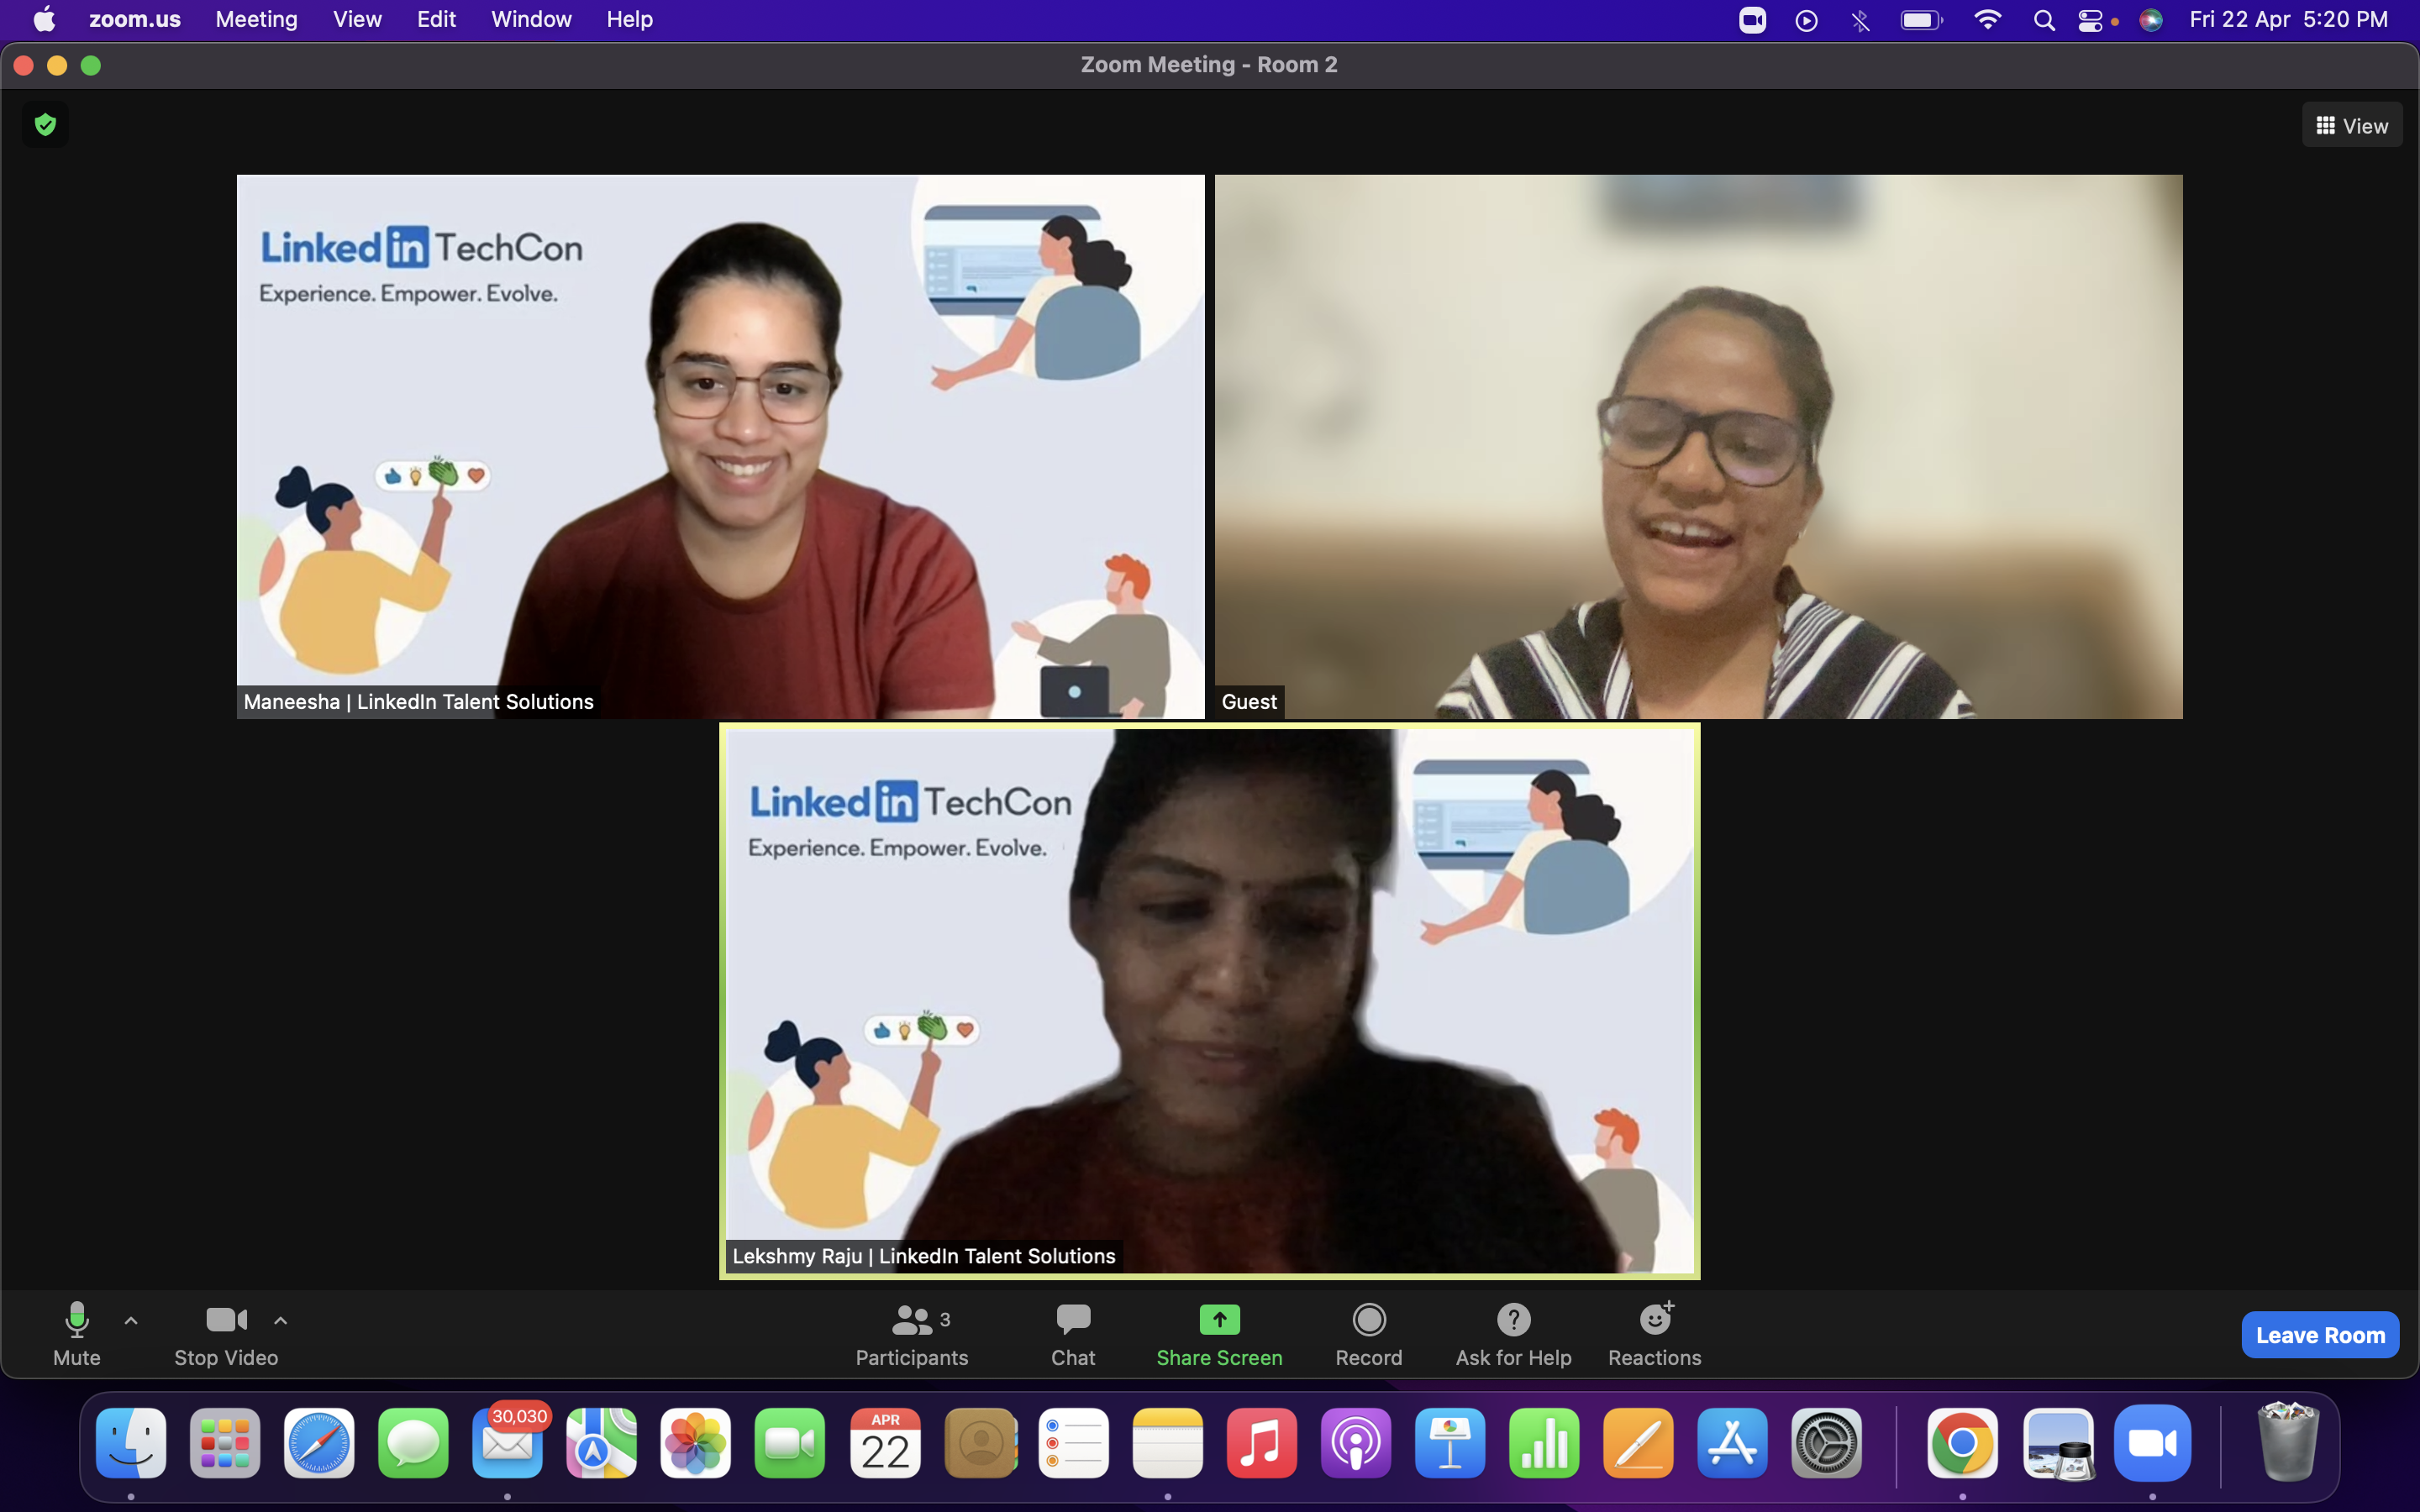 zoom.us Meeting View Edit Window Help Fri 22 Apr 5:20 PM
Zoom Meeting - Room 2
View
LinkedIn TechCon
Experience. Empower. Evolve.
Maneesha | LinkedIn Talent Solutions
Guest
LinkedIn TechCon
Experience. Empower. Evolve.
Lekshmy Raju | LinkedIn Talent Solutions
3
Mute Stop Video Participants Chat Share Screen Record Ask for Help Reactions Leave Room
30,030
APR
22